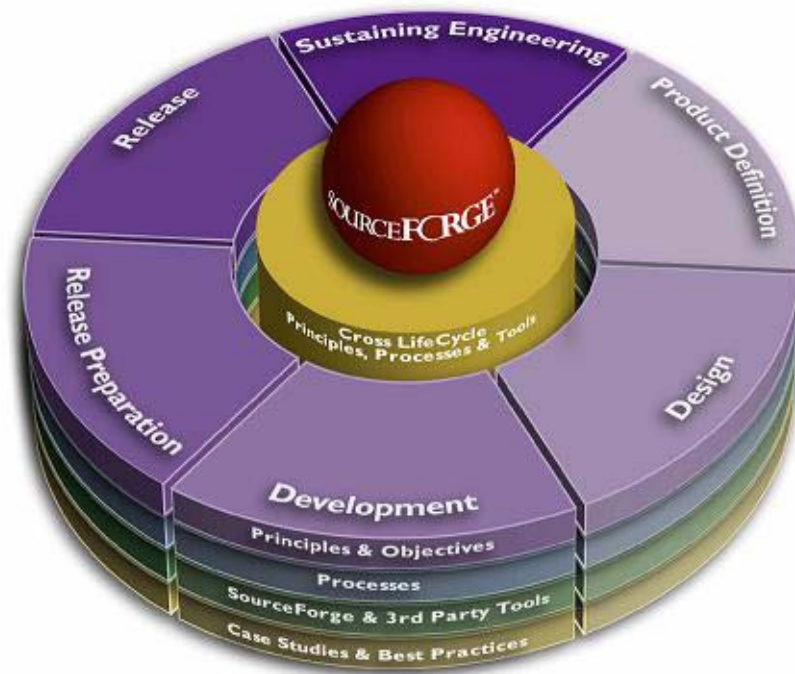 Sustaining Engineering
Product Definition
Design
Development
Release Preparation
Release
SOURCEFORGE™
Cross LifeCycle
Principles, Processes & Tools
Principles & Objectives
Processes
SourceForge & 3rd Party Tools
Case Studies & Best Practices